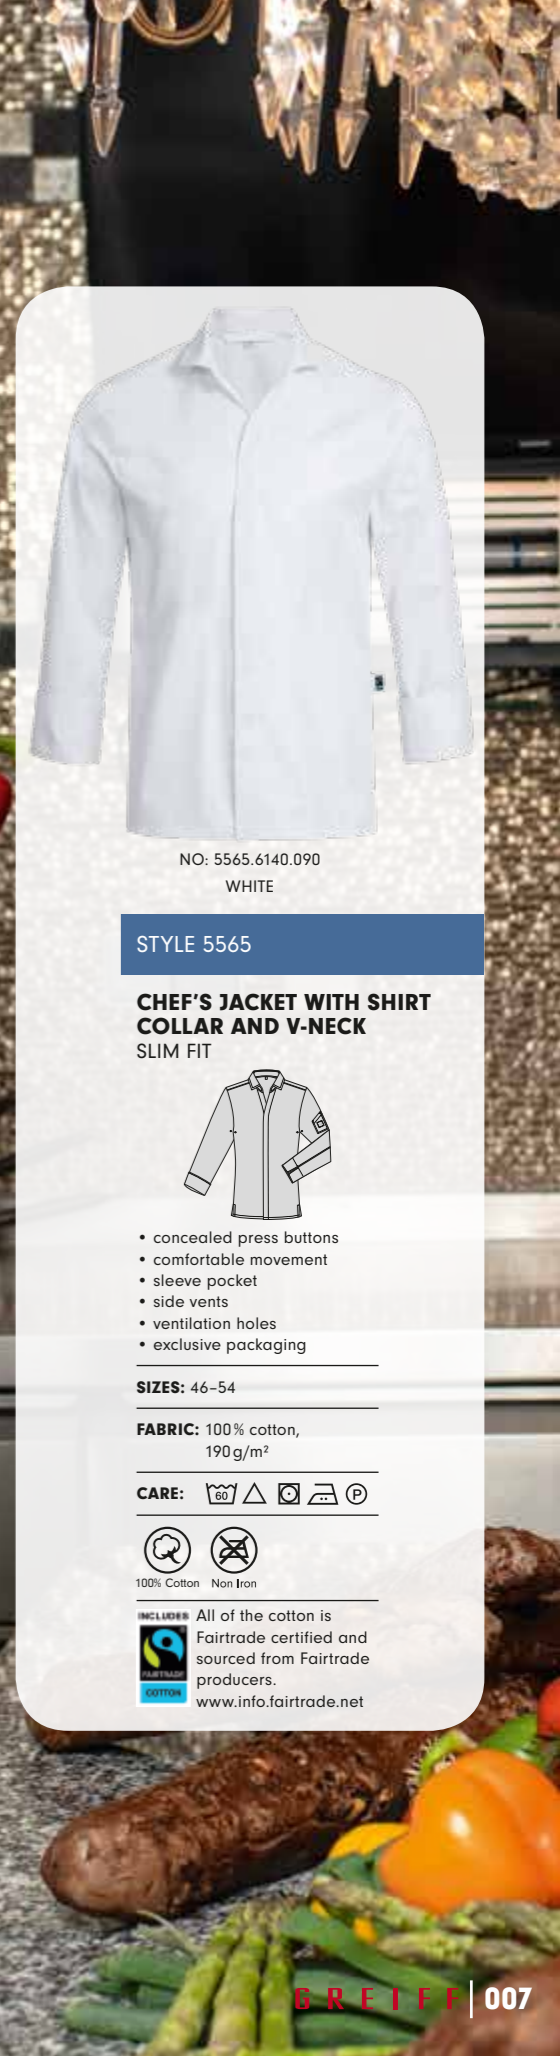 NO: 5565.6140.090
WHITE
STYLE 5565
CHEF'S JACKET WITH SHIRT
COLLAR AND V-NECK
SLIM FIT
• concealed press buttons
• comfortable movement
• sleeve pocket
• side vents
• ventilation holes
• exclusive packaging
SIZES: 46–54
FABRIC: 100% cotton,
190g/m²
CARE: 60 P
100% Cotton Non Iron
INCLUDES
FAIRTRADE
COTTON
All of the cotton is
Fairtrade certified and
sourced from Fairtrade
producers.
www.info.fairtrade.net
GREIFF 007